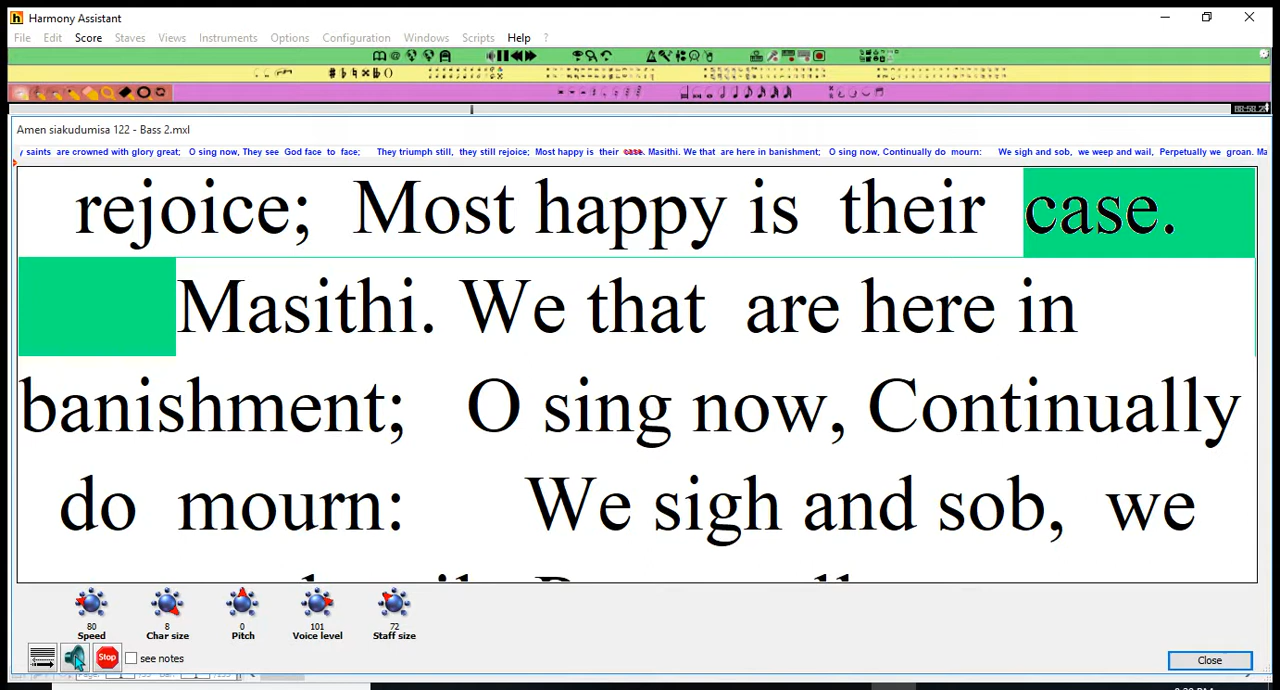 Harmony Assistant
File Edit Score Staves Views Instruments Options Configuration Windows Scripts Help ?
Amen siakudumisa 122 - Bass 2.mxl
y saints are crowned with glory great; O sing now, They see God face to face; They triumph still, they still rejoice; Most happy is their case. Masithi. We that are here in banishment; O sing now, Continually do mourn: We sigh and sob, we weep and wail, Perpetually we groan. Ma
rejoice; Most happy is their case.
Masithi. We that are here in
banishment; O sing now, Continually
do mourn: We sigh and sob, we
80 8 0 101 72
Speed Char size Pitch Voice level Staff size
Stop see notes Close